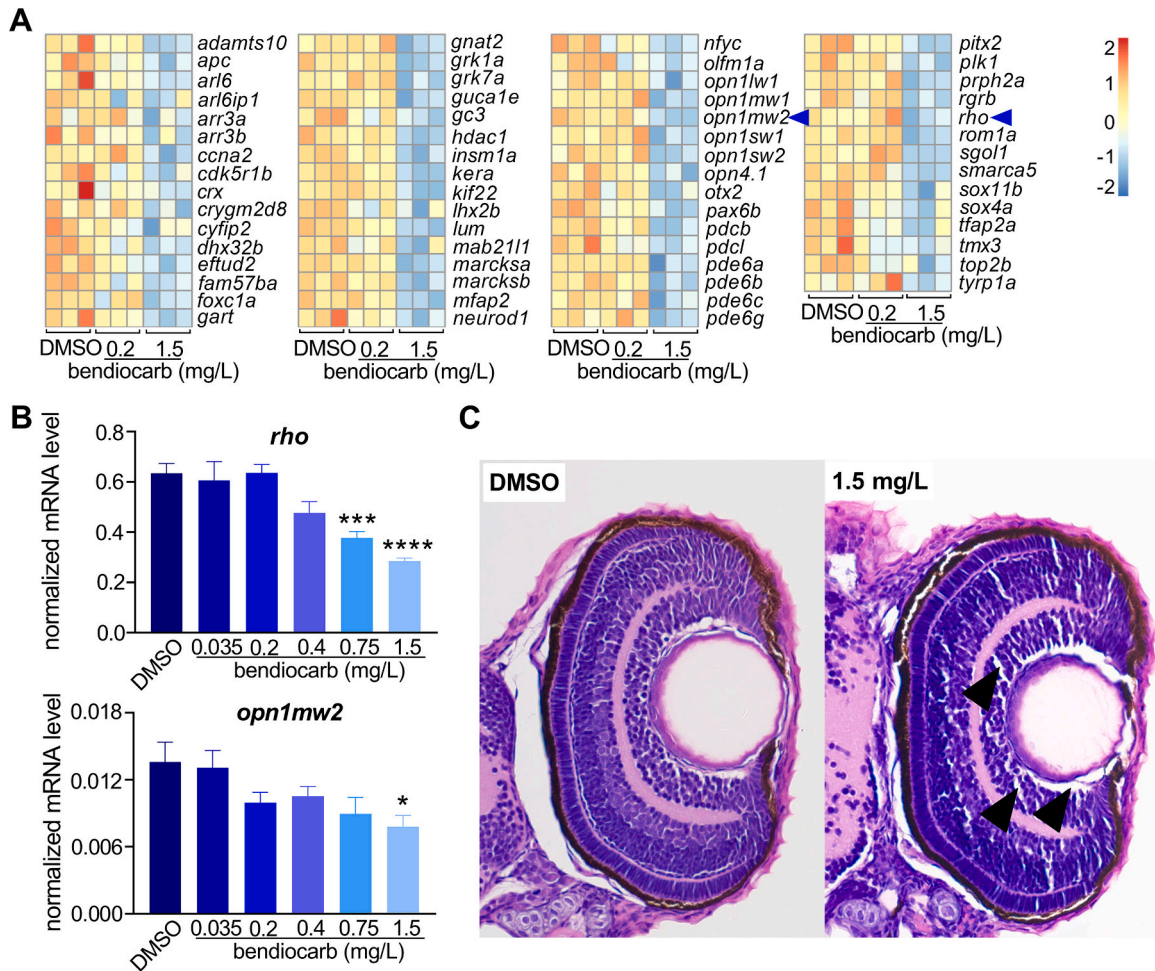 A
adamts10
apc
arl6
arl6ip1
arr3a
arr3b
ccna2
cdk5r1b
crx
crygm2d8
cyfip2
dhx32b
eftud2
fam57ba
foxc1a
gart
DMSO 0.2 1.5
bendiocarb (mg/L)
gnat2
grk1a
grk7a
guca1e
gc3
hdac1
insm1a
kera
kif22
lhx2b
lum
mab21l1
marcksa
marcksb
mfap2
neurod1
DMSO 0.2 1.5
bendiocarb (mg/L)
nfyc
olfm1a
opn1lw1
opn1mw1
opn1mw2
opn1sw1
opn1sw2
opn4.1
otx2
pax6b
pdcb
pdcl
pde6a
pde6b
pde6c
pde6g
DMSO 0.2 1.5
bendiocarb (mg/L)
pitx2
plk1
prph2a
rgrb
rho
rom1a
sgol1
smarca5
sox11b
sox4a
tfap2a
tmx3
top2b
tyrp1a
DMSO 0.2 1.5
bendiocarb (mg/L)
2
1
0
-1
-2
B
rho
normalized mRNA level
0.8
0.6
0.4
0.2
0.0
***
****
DMSO 0.035 0.2 0.4 0.75 1.5
bendiocarb (mg/L)
opn1mw2
normalized mRNA level
0.018
0.012
0.006
0.000
*
DMSO 0.035 0.2 0.4 0.75 1.5
bendiocarb (mg/L)
C
DMSO
1.5 mg/L